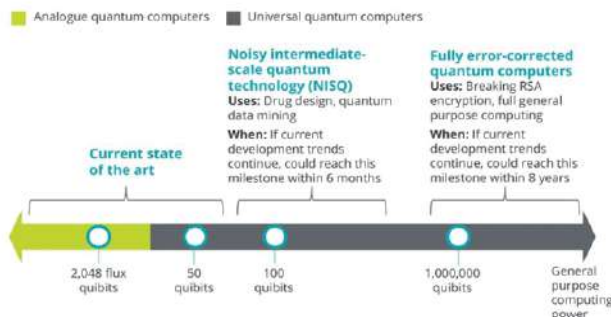 Analogue quantum computers
Universal quantum computers
Noisy intermediate-
scale quantum
technology (NISQ)
Uses: Drug design, quantum
data mining
When: If current
development trends
continue, could reach this
milestone within 6 months
Fully error-corrected
quantum computers
Uses: Breaking RSA
encryption, full general
purpose computing
When: If current
development trends
continue, could reach this
milestone within 8 years
Current state
of the art
2,048 flux
quibits
50
quibits
100
quibits
1,000,000
quibits
General
purpose
computing
power